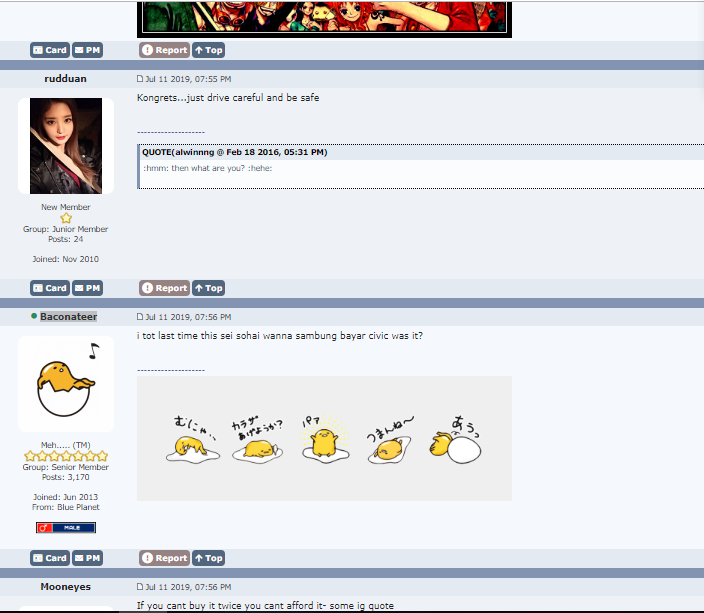 Card PM Report Top
rudduan Jul 11 2019, 07:55 PM
Kongrets...just drive careful and be safe
--------------------
QUOTE(alwinnng @ Feb 18 2016, 05:31 PM)
:hmm: then what are you? :hehe:
New Member
Group: Junior Member
Posts: 24
Joined: Nov 2010
Card PM Report Top
Baconateer Jul 11 2019, 07:56 PM
i tot last time this sei sohai wanna sambung bayar civic was it?
--------------------
むにゃ、、
カラザ
あげようか?
パァ
つまんね〜
あぅっ
Meh..... (TM)
Group: Senior Member
Posts: 3,170
Joined: Jun 2013
From: Blue Planet
MALE
Card PM Report Top
Mooneyes Jul 11 2019, 07:56 PM
If you cant buy it twice you cant afford it- some ig quote